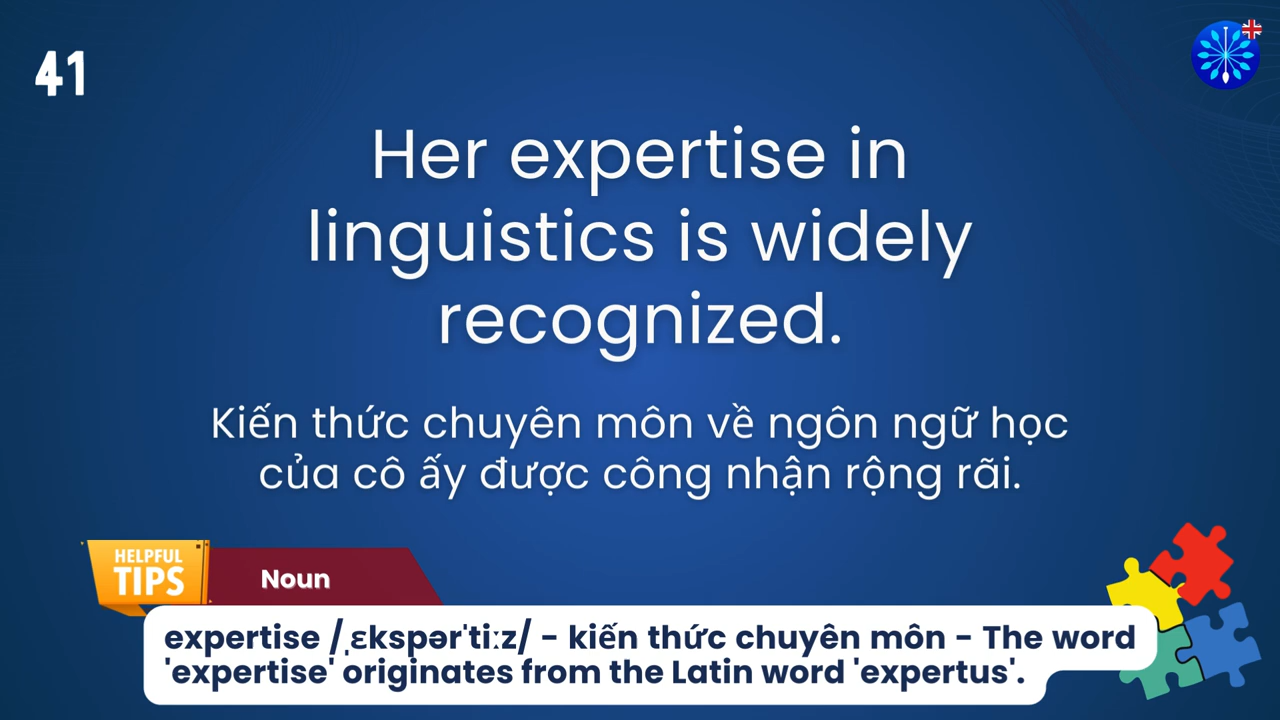 41
Her expertise in
linguistics is widely
recognized.
Kiến thức chuyên môn về ngôn ngữ học
của cô ấy được công nhận rộng rãi.
HELPFUL
TIPS
Noun
expertise /ˌɛkspərˈtiːz/ - kiến thức chuyên môn - The word
'expertise' originates from the Latin word 'expertus'.